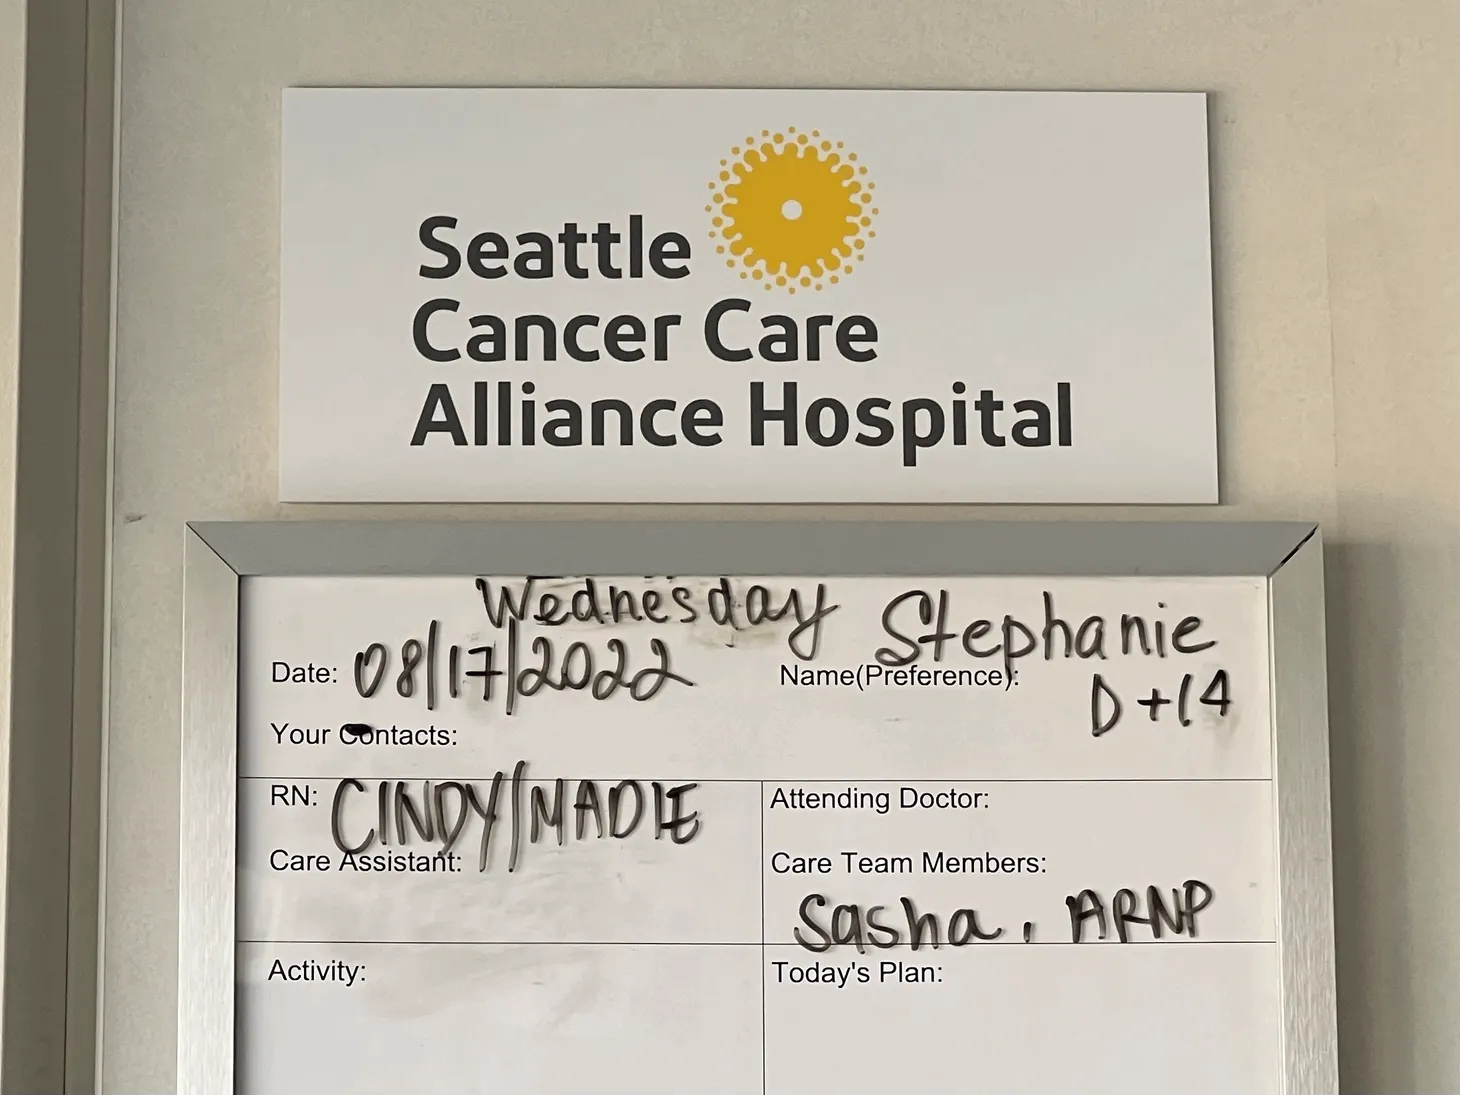 Seattle
Cancer Care
Alliance Hospital
Wednesday
Date: 08/17/2022
Name(Preference): Stephanie
D+14
Your Contacts:
RN: CINDY/MADIE
Attending Doctor:
Care Assistant:
Care Team Members:
Sasha, ARNP
Activity:
Today's Plan: